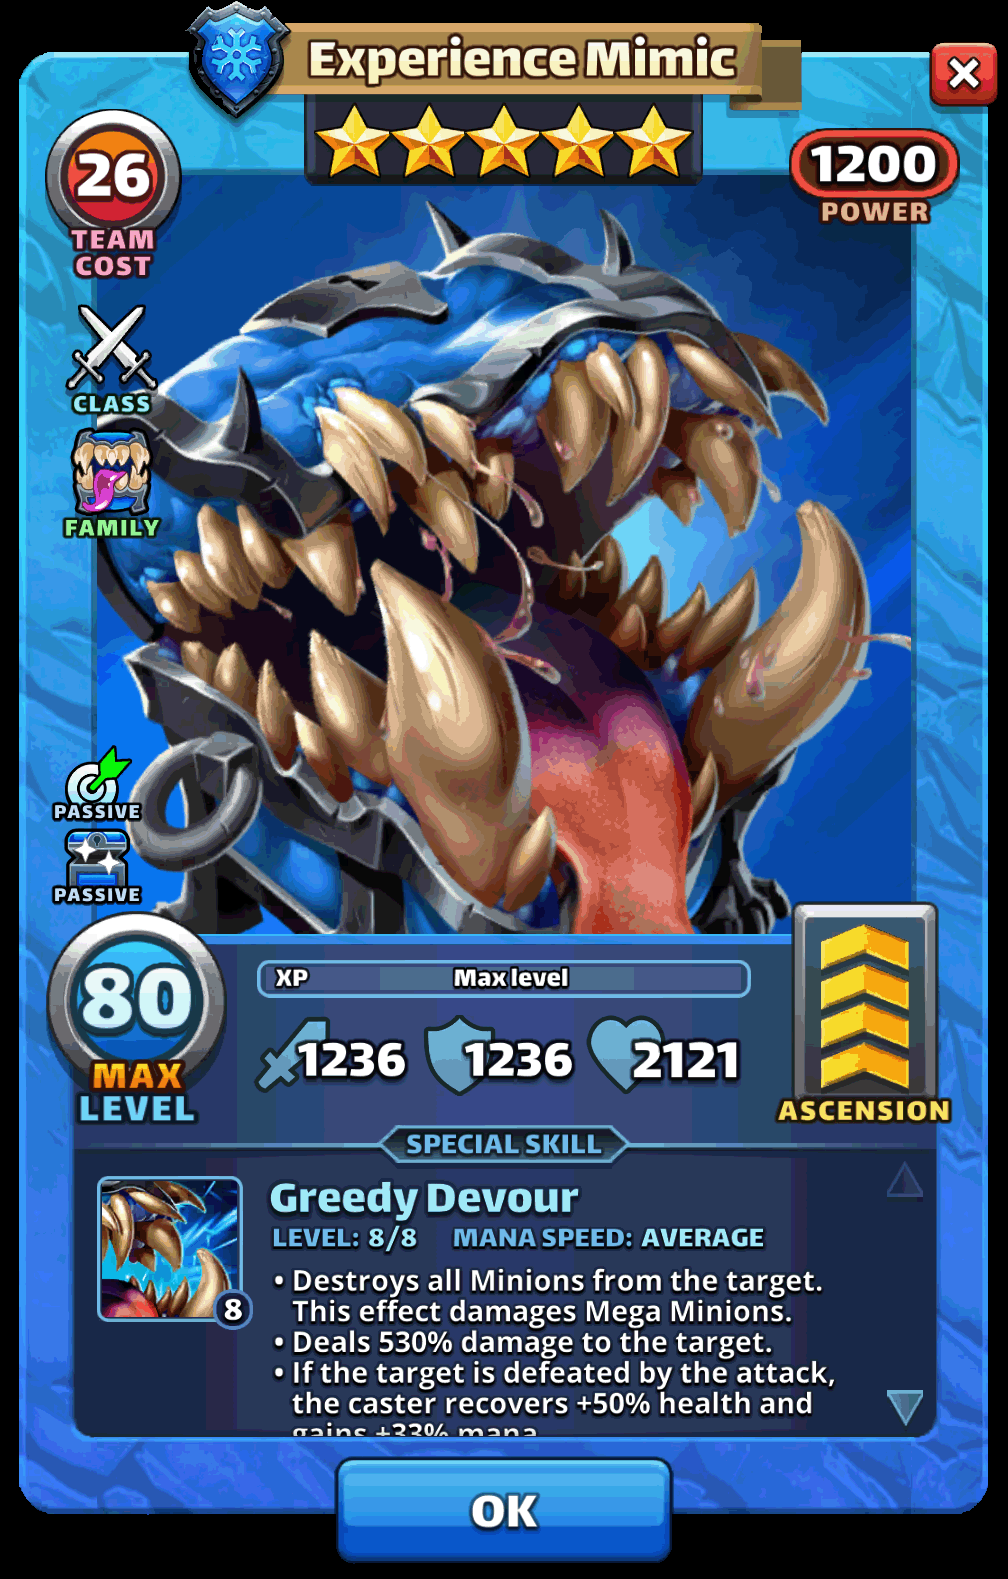 Experience Mimic
26
TEAM
COST
1200
POWER
CLASS
FAMILY
PASSIVE
PASSIVE
80
MAX
LEVEL
XP
Max level
1236
1236
2121
ASCENSION
SPECIAL SKILL
Greedy Devour
LEVEL: 8/8 MANA SPEED: AVERAGE
8
• Destroys all Minions from the target.
This effect damages Mega Minions.
• Deals 530% damage to the target.
• If the target is defeated by the attack,
the caster recovers +50% health and
gains +33% mana
OK